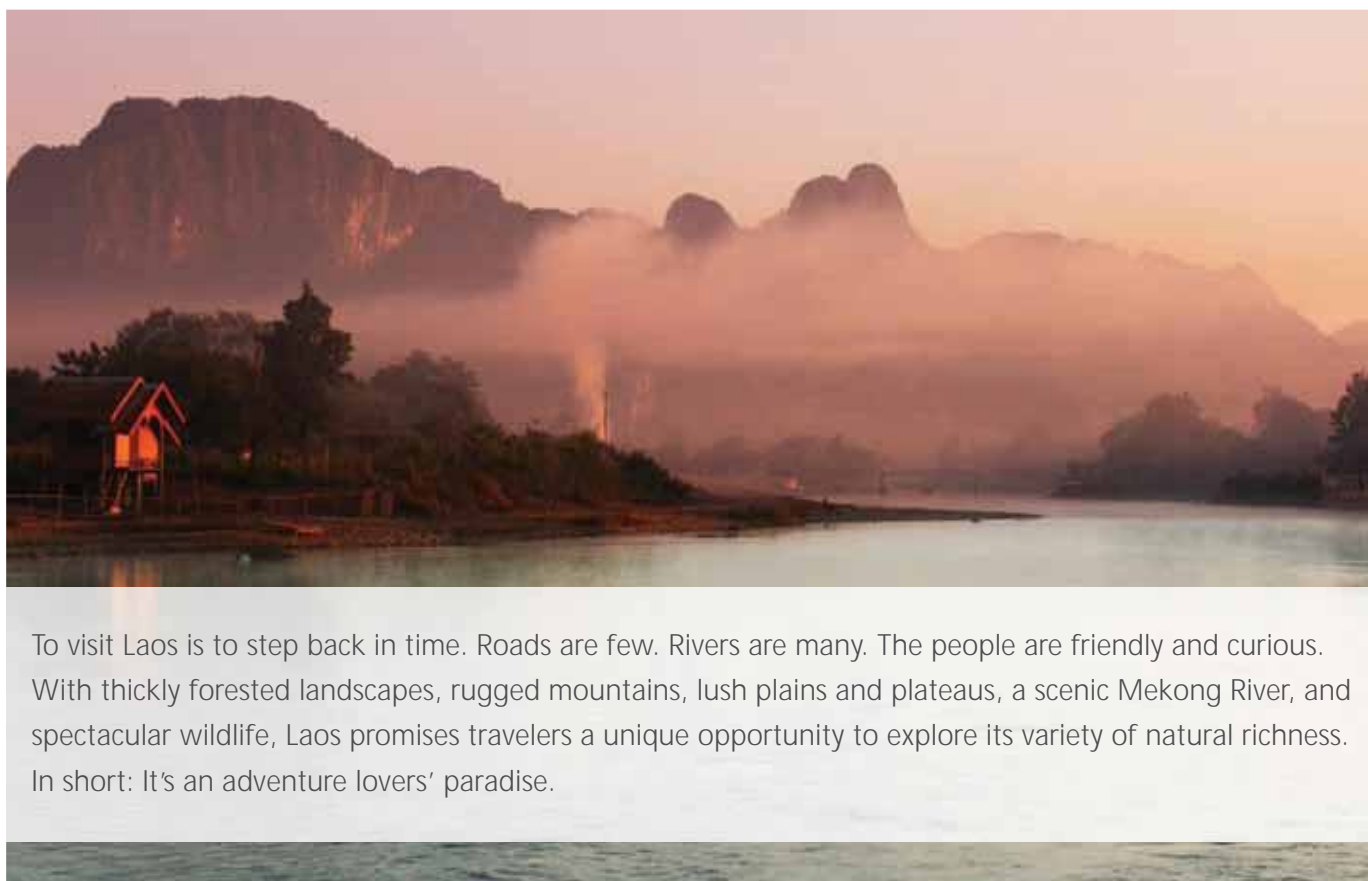 To visit Laos is to step back in time. Roads are few. Rivers are many. The people are friendly and curious.
With thickly forested landscapes, rugged mountains, lush plains and plateaus, a scenic Mekong River, and
spectacular wildlife, Laos promises travelers a unique opportunity to explore its variety of natural richness.
In short: It's an adventure lovers' paradise.